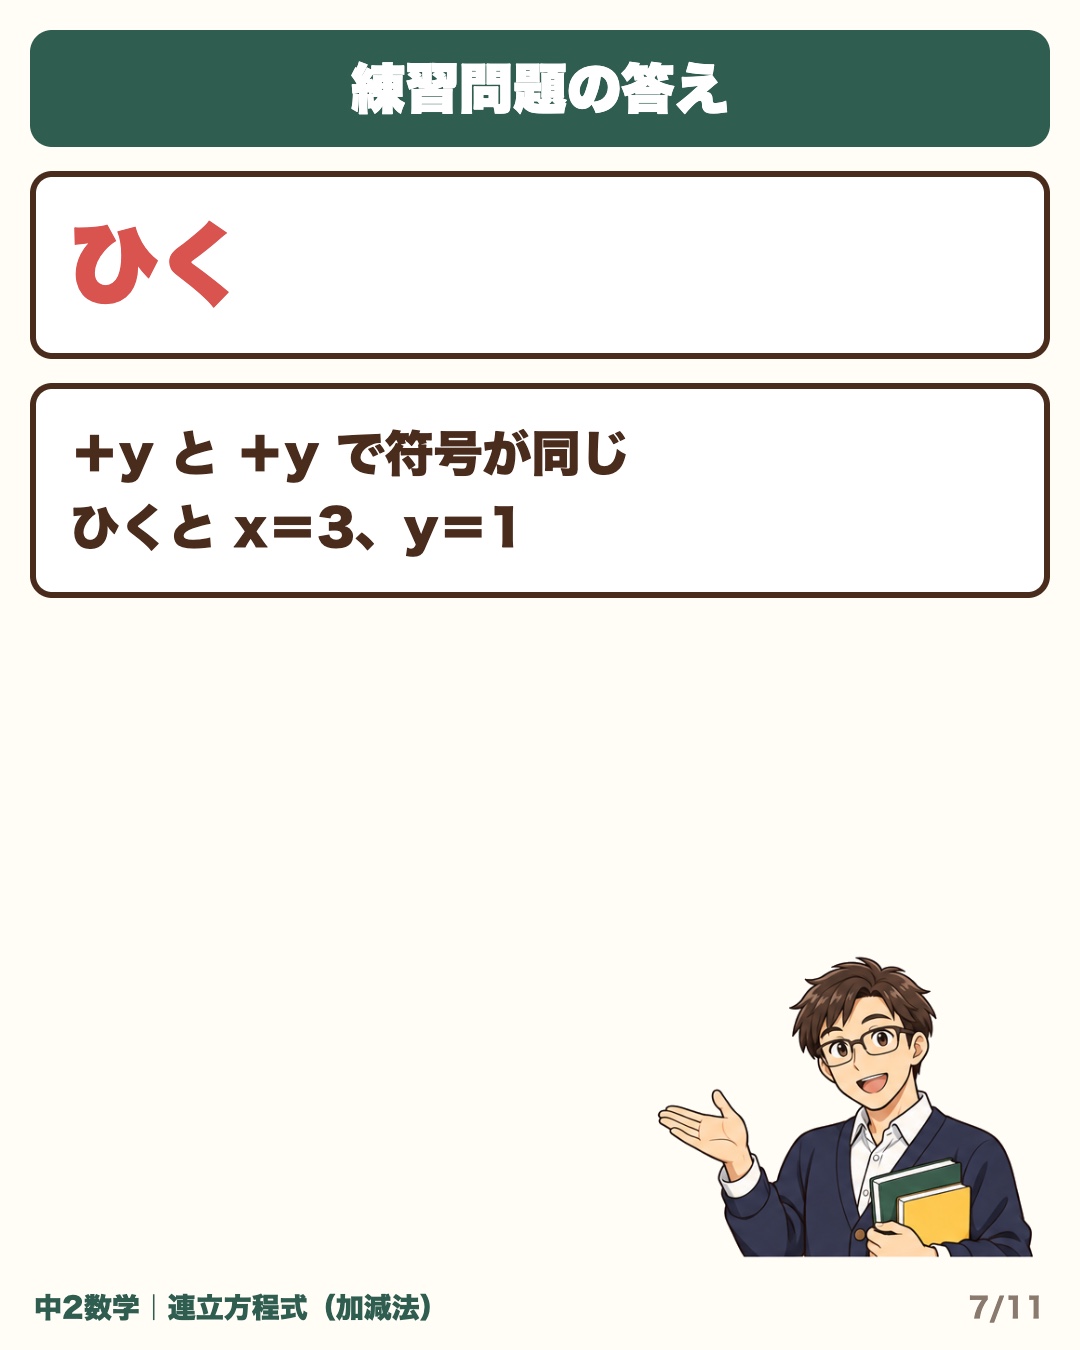 練習問題の答え
ひく
＋y と ＋y で符号が同じ
ひくと x＝3、y＝1
中2数学｜連立方程式（加減法）
7/11